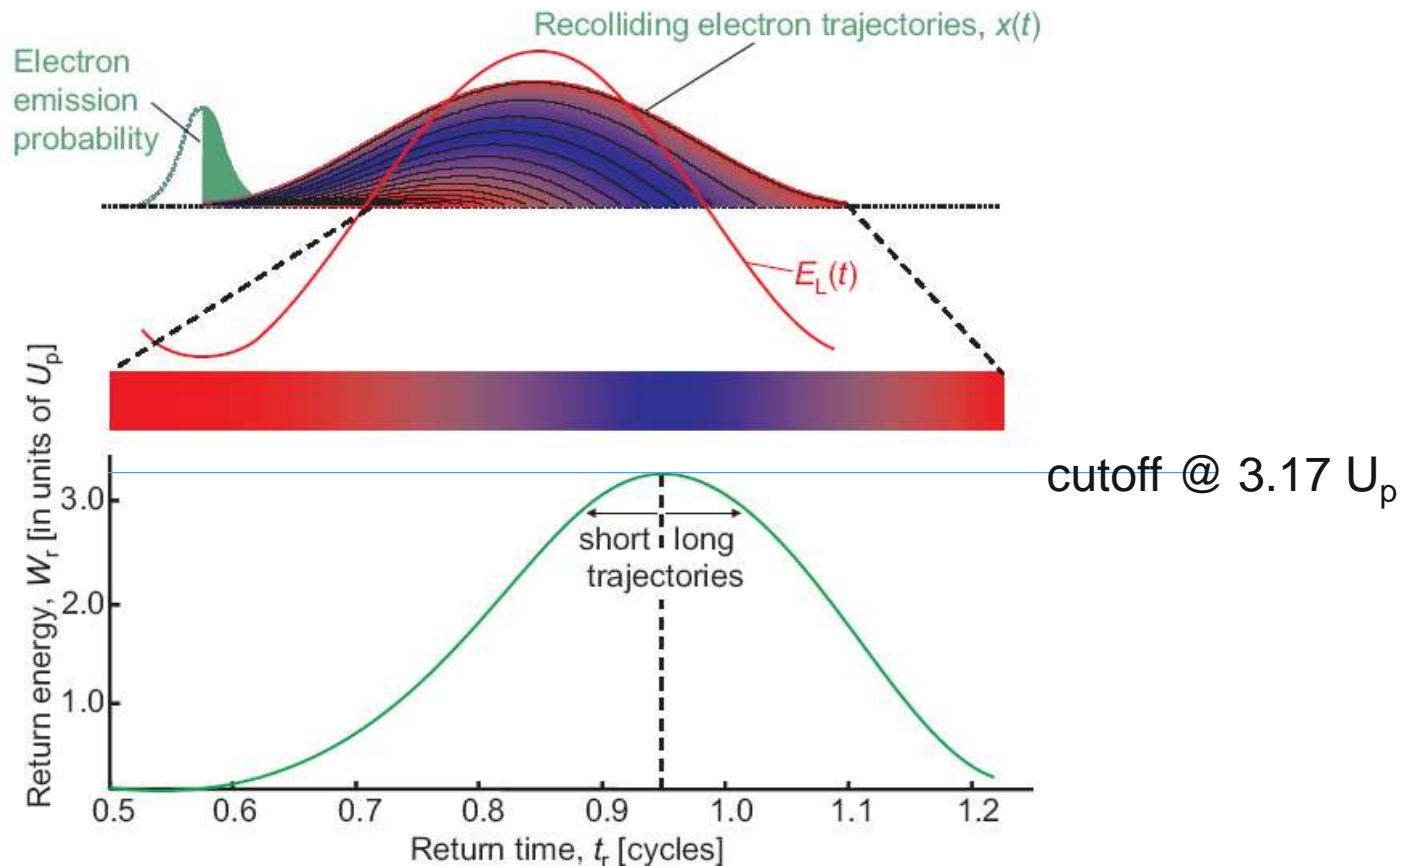 Recolliding electron trajectories, x(t)
Electron
emission
probability
E_L(t)
Return energy, W_r [in units of U_p]
cutoff @ 3.17 U_p
3.0
2.0
1.0
short long
trajectories
0.5 0.6 0.7 0.8 0.9 1.0 1.1 1.2
Return time, t_r [cycles]